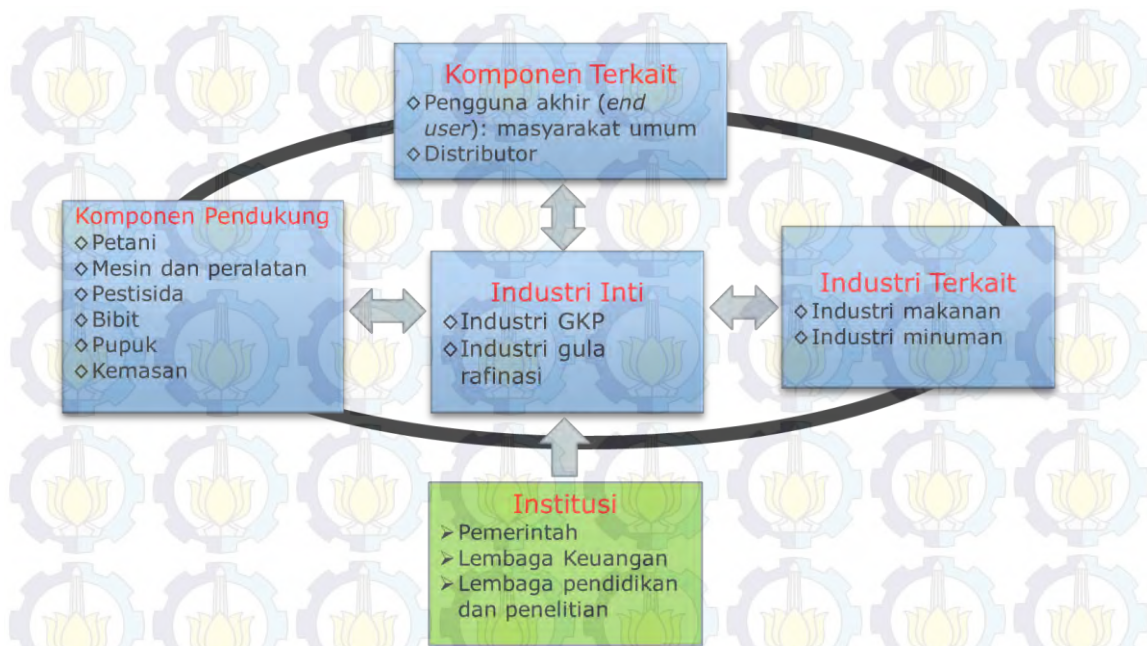 Komponen Terkait
◇ Pengguna akhir (end
user): masyarakat umum
◇ Distributor
Komponen Pendukung
◇ Petani
◇ Mesin dan peralatan
◇ Pestisida
◇ Bibit
◇ Pupuk
◇ Kemasan
Industri Inti
◇ Industri GKP
◇ Industri gula
rafinasi
Industri Terkait
◇ Industri makanan
◇ Industri minuman
Institusi
➢ Pemerintah
➢ Lembaga Keuangan
➢ Lembaga pendidikan
dan penelitian